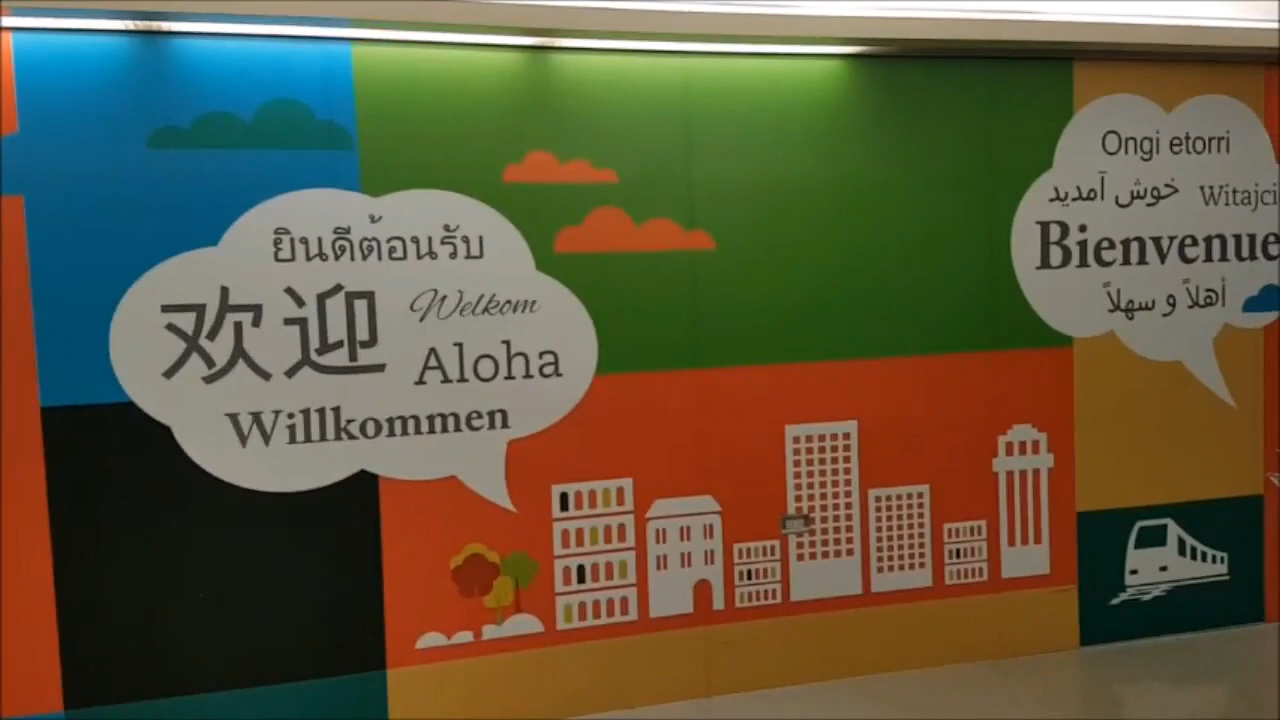 ยินดีต้อนรับ
欢迎
Welkom
Aloha
Willkommen
Ongi etorri
خوش آمدید
Witajci
Bienvenue
أهلاً و سهلاً